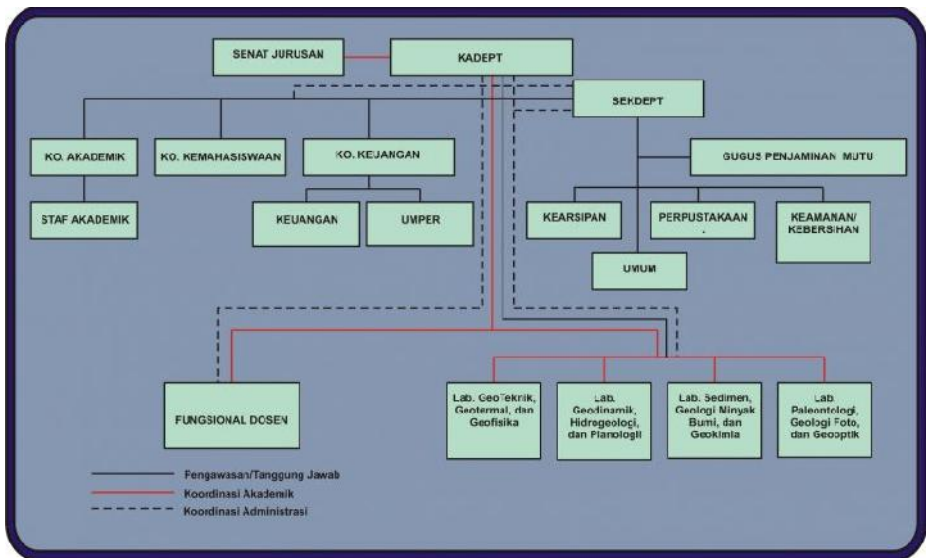 SENAT JURUSAN
KADEPT
SEKDEPT
KO. AKADEMIK
KO. KEMAHASISWAAN
KO. KEUANGAN
GUGUS PENJAMINAN MUTU
STAF AKADEMIK
KEUANGAN
UMPER
KEARSIPAN
PERPUSTAKAAN
.
KEAMANAN/
KEBERSIHAN
UMUM
FUNGSIONAL DOSEN
Lab. GeoTeknik,
Geotermal, dan
Geofisika
Lab.
Geodinamik,
Hidrogeologi,
dan Planologii
Lab. Sedimen,
Geologi Minyak
Bumi, dan
Geokimia
Lab.
Paleontologi,
Geologi Foto,
dan Geooptik
Pengawasan/Tanggung Jawab
Koordinasi Akademik
Koordinasi Administrasi